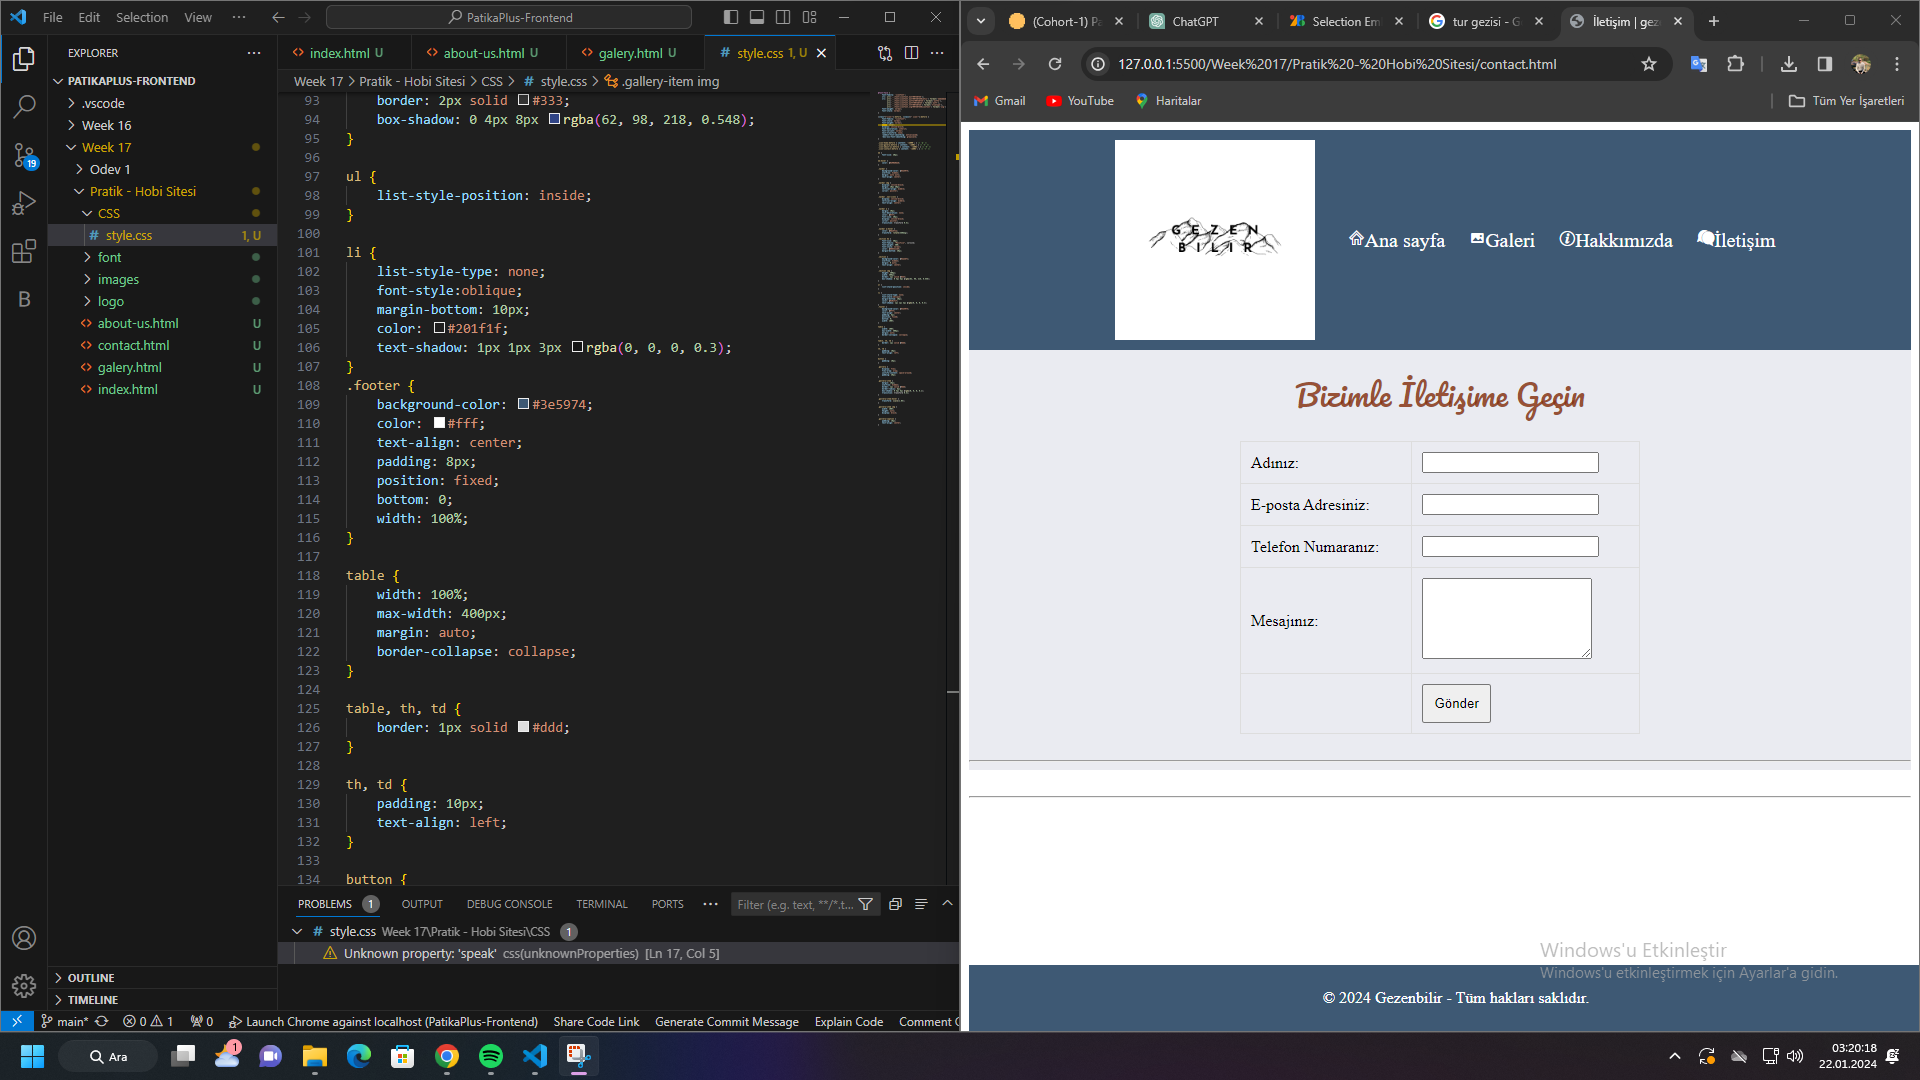 File Edit Selection View ··· PatikaPlus-Frontend
EXPLORER
PATIKAPLUS-FRONTEND
.vscode
Week 16
Week 17
Odev 1
Pratik - Hobi Sitesi
CSS
# style.css 1, U
font
images
logo
about-us.html U
contact.html U
galery.html U
index.html U
OUTLINE
TIMELINE
19
B
index.html U about-us.html U galery.html U # style.css 1, U
Week 17 > Pratik - Hobi Sitesi > CSS > # style.css > .gallery-item img
93 border: 2px solid #333;
94 box-shadow: 0 4px 8px rgba(62, 98, 218, 0.548);
95 }
96
97 ul {
98 list-style-position: inside;
99 }
100
101 li {
102 list-style-type: none;
103 font-style:oblique;
104 margin-bottom: 10px;
105 color: #201f1f;
106 text-shadow: 1px 1px 3px rgba(0, 0, 0, 0.3);
107 }
108 .footer {
109 background-color: #3e5974;
110 color: #fff;
111 text-align: center;
112 padding: 8px;
113 position: fixed;
114 bottom: 0;
115 width: 100%;
116 }
117
118 table {
119 width: 100%;
120 max-width: 400px;
121 margin: auto;
122 border-collapse: collapse;
123 }
124
125 table, th, td {
126 border: 1px solid #ddd;
127 }
128
129 th, td {
130 padding: 10px;
131 text-align: left;
132 }
133
134 button {
PROBLEMS 1 OUTPUT DEBUG CONSOLE TERMINAL PORTS ··· Filter (e.g. text, **/*.t...
# style.css Week 17\Pratik - Hobi Sitesi\CSS 1
Unknown property: 'speak' css(unknownProperties) [Ln 17, Col 5]
main* 0 1 0 Launch Chrome against localhost (PatikaPlus-Frontend) Share Code Link Generate Commit Message Explain Code Comment
(Cohort-1) P ChatGPT Selection Em tur gezisi - G İletişim | gez
127.0.0.1:5500/Week%2017/Pratik%20-%20Hobi%20Sitesi/contact.html
Gmail YouTube Haritalar Tüm Yer İşaretleri
GEZEN
BILIR
Ana sayfa Galeri Hakkımızda İletişim
Bizimle İletişime Geçin
Adınız:
E-posta Adresiniz:
Telefon Numaranız:
Mesajınız:
Gönder
Windows'u Etkinleştir
Windows'u etkinleştirmek için Ayarlar'a gidin.
© 2024 Gezenbilir - Tüm hakları saklıdır.
Ara
1
03:20:18
22.01.2024